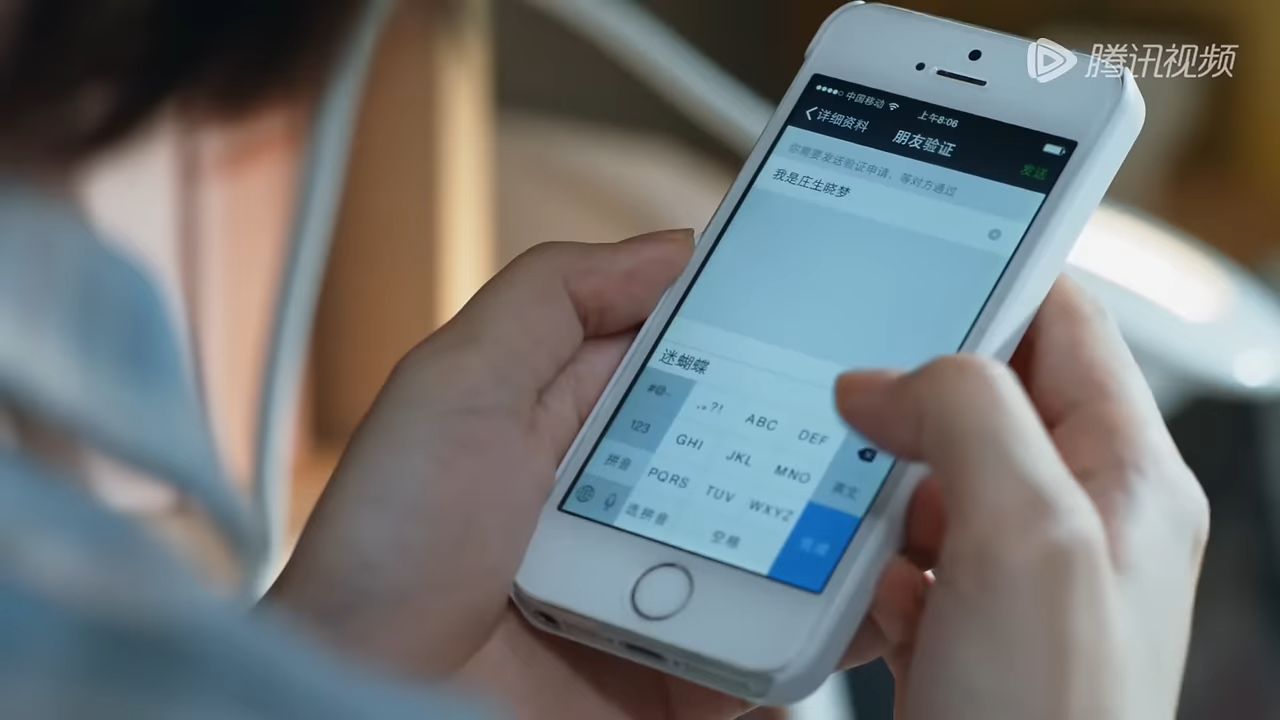 腾讯视频
中国移动 上午8:06
详细资料 朋友验证 发送
你需要发送验证申请，等对方通过
我是庄生晓梦
迷蝴蝶
#@~ .,?! ABC DEF
123 GHI JKL MNO 英文
拼音 PQRS TUV WXYZ 完成
选拼音 空格